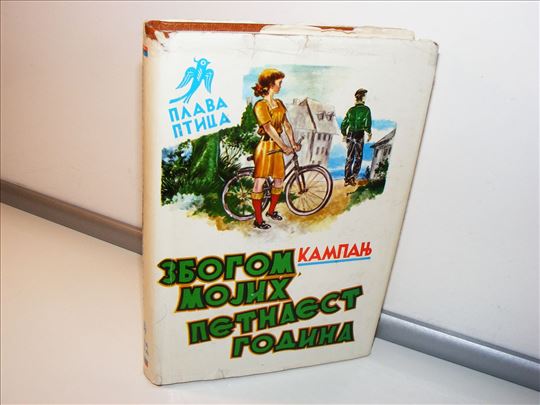 ПЛАВА
ПТИЦА
КАМПАЊ
ЗБОГОМ
МОЈИХ
ПЕТНАЕСТ
ГОДИНА